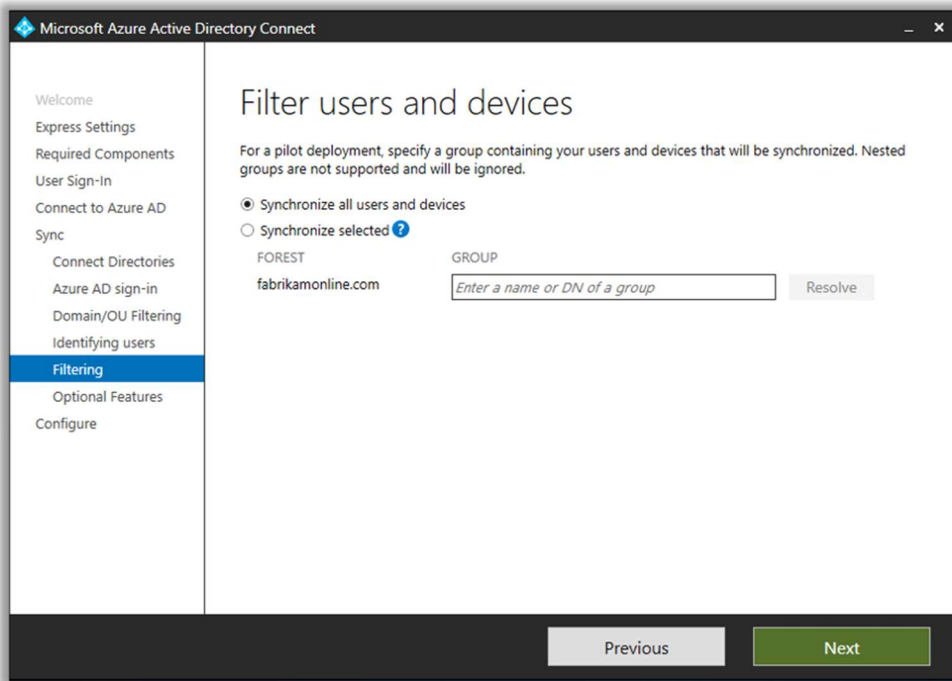 Microsoft Azure Active Directory Connect
Welcome
Express Settings
Required Components
User Sign-In
Connect to Azure AD
Sync
Connect Directories
Azure AD sign-in
Domain/OU Filtering
Identifying users
Filtering
Optional Features
Configure
Filter users and devices
For a pilot deployment, specify a group containing your users and devices that will be synchronized. Nested
groups are not supported and will be ignored.
Synchronize all users and devices
Synchronize selected ?
FOREST GROUP
fabrikamonline.com Enter a name or DN of a group Resolve
Previous Next